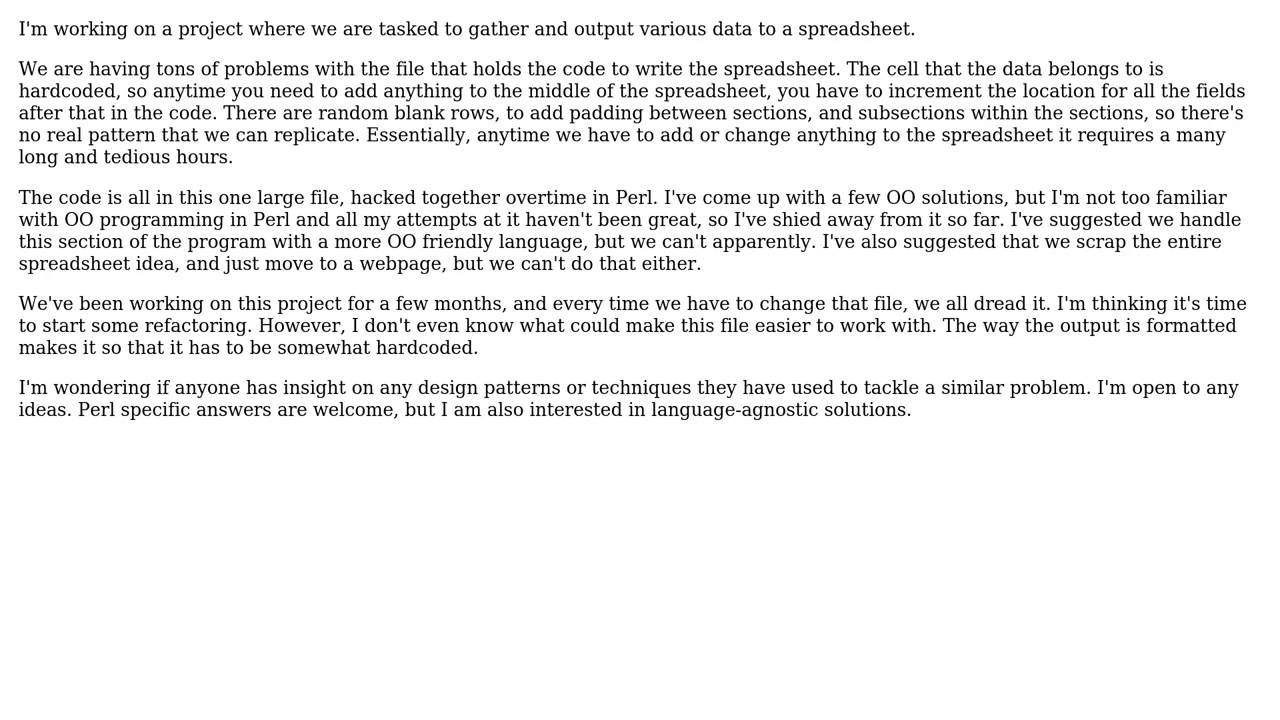 I'm working on a project where we are tasked to gather and output various data to a spreadsheet.
We are having tons of problems with the file that holds the code to write the spreadsheet. The cell that the data belongs to is
hardcoded, so anytime you need to add anything to the middle of the spreadsheet, you have to increment the location for all the fields
after that in the code. There are random blank rows, to add padding between sections, and subsections within the sections, so there's
no real pattern that we can replicate. Essentially, anytime we have to add or change anything to the spreadsheet it requires a many
long and tedious hours.
The code is all in this one large file, hacked together overtime in Perl. I've come up with a few OO solutions, but I'm not too familiar
with OO programming in Perl and all my attempts at it haven't been great, so I've shied away from it so far. I've suggested we handle
this section of the program with a more OO friendly language, but we can't apparently. I've also suggested that we scrap the entire
spreadsheet idea, and just move to a webpage, but we can't do that either.
We've been working on this project for a few months, and every time we have to change that file, we all dread it. I'm thinking it's time
to start some refactoring. However, I don't even know what could make this file easier to work with. The way the output is formatted
makes it so that it has to be somewhat hardcoded.
I'm wondering if anyone has insight on any design patterns or techniques they have used to tackle a similar problem. I'm open to any
ideas. Perl specific answers are welcome, but I am also interested in language-agnostic solutions.